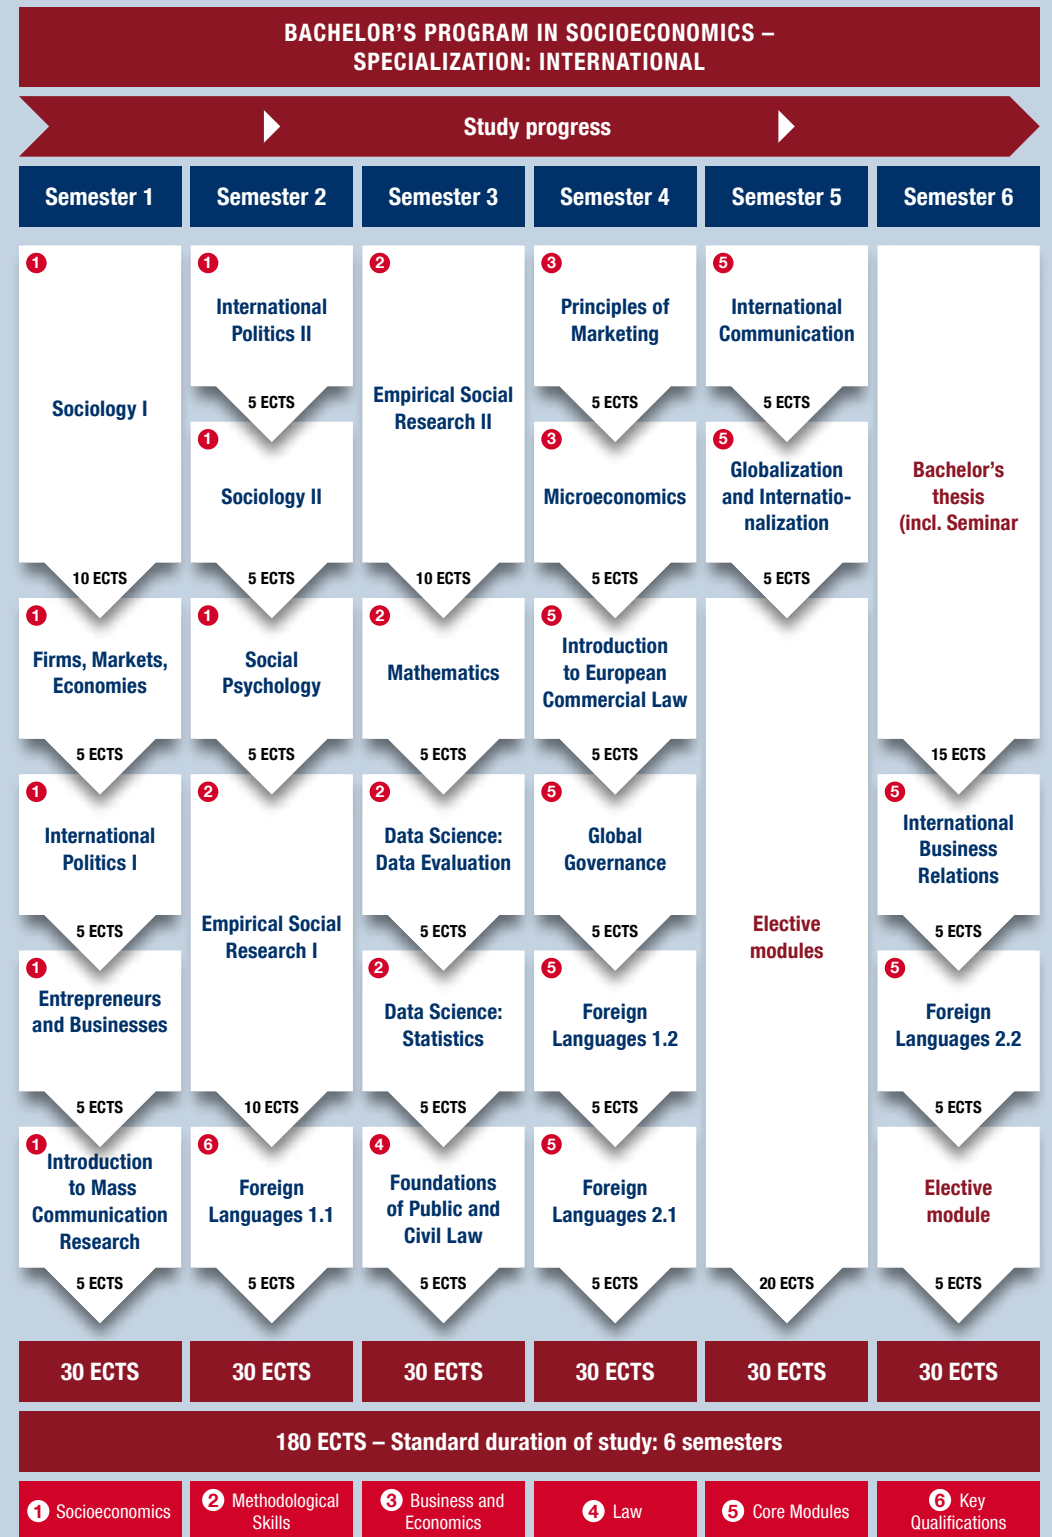 BACHELOR'S PROGRAM IN SOCIOECONOMICS –
SPECIALIZATION: INTERNATIONAL
Study progress
Semester 1
Semester 2
Semester 3
Semester 4
Semester 5
Semester 6
1
Sociology I
10 ECTS
1
Firms, Markets,
Economies
5 ECTS
1
International
Politics I
5 ECTS
1
Entrepreneurs
and Businesses
5 ECTS
1
Introduction
to Mass
Communication
Research
5 ECTS
30 ECTS
1
International
Politics II
5 ECTS
1
Sociology II
5 ECTS
1
Social
Psychology
5 ECTS
2
Empirical Social
Research I
10 ECTS
6
Foreign
Languages 1.1
5 ECTS
30 ECTS
2
Empirical Social
Research II
10 ECTS
2
Mathematics
5 ECTS
2
Data Science:
Data Evaluation
5 ECTS
2
Data Science:
Statistics
5 ECTS
4
Foundations
of Public and
Civil Law
5 ECTS
30 ECTS
3
Principles of
Marketing
5 ECTS
3
Microeconomics
5 ECTS
5
Introduction
to European
Commercial Law
5 ECTS
5
Global
Governance
5 ECTS
5
Foreign
Languages 1.2
5 ECTS
5
Foreign
Languages 2.1
5 ECTS
30 ECTS
5
International
Communication
5 ECTS
5
Globalization
and Internatio-
nalization
5 ECTS
Elective
modules
20 ECTS
30 ECTS
Bachelor's
thesis
(incl. Seminar
15 ECTS
5
International
Business
Relations
5 ECTS
5
Foreign
Languages 2.2
5 ECTS
Elective
module
5 ECTS
30 ECTS
180 ECTS – Standard duration of study: 6 semesters
1 Socioeconomics
2 Methodological
Skills
3 Business and
Economics
4 Law
5 Core Modules
6 Key
Qualifications